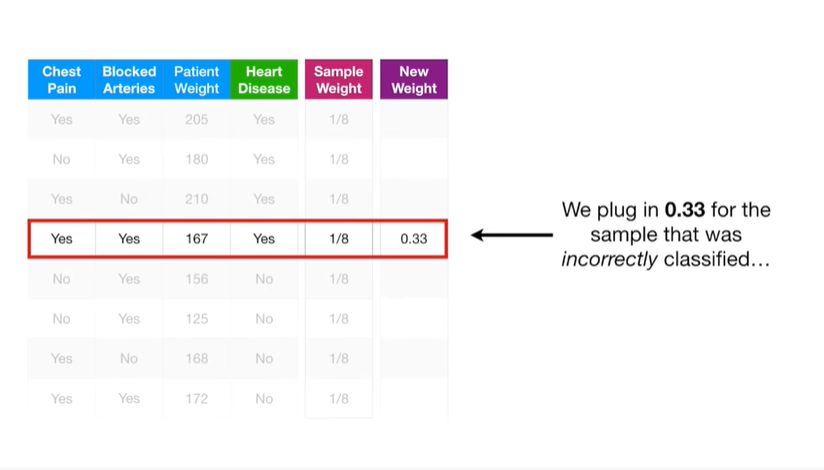 Chest Pain Blocked Arteries Patient Weight Heart Disease Sample Weight New Weight
Yes Yes 205 Yes 1/8
No Yes 180 Yes 1/8
Yes No 210 Yes 1/8
Yes Yes 167 Yes 1/8 0.33
No Yes 156 No 1/8
No Yes 125 No 1/8
Yes No 168 No 1/8
Yes Yes 172 No 1/8
We plug in 0.33 for the
sample that was
incorrectly classified…